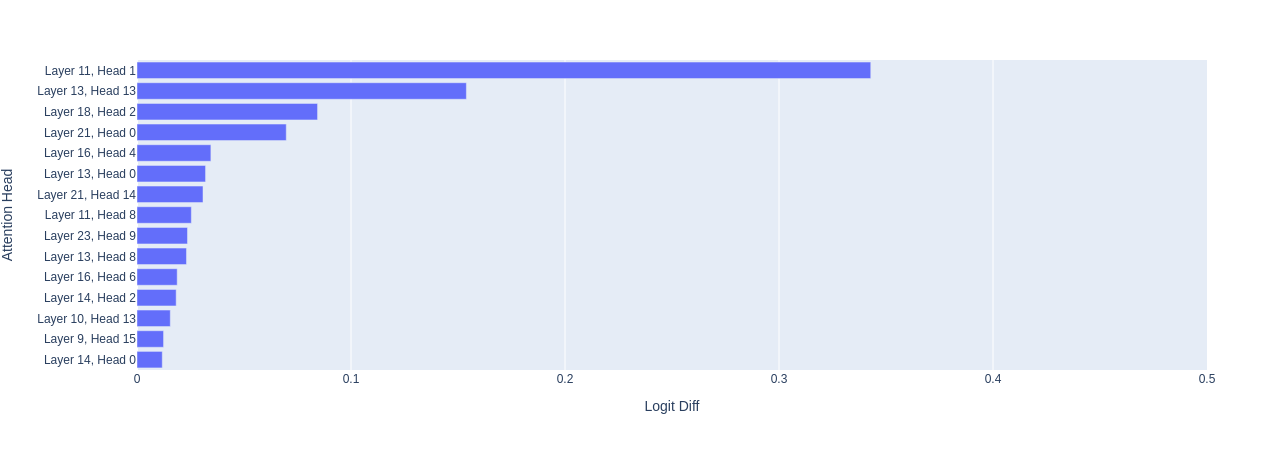 Layer 11, Head 1
Layer 13, Head 13
Layer 18, Head 2
Layer 21, Head 0
Layer 16, Head 4
Layer 13, Head 0
Layer 21, Head 14
Layer 11, Head 8
Layer 23, Head 9
Layer 13, Head 8
Layer 16, Head 6
Layer 14, Head 2
Layer 10, Head 13
Layer 9, Head 15
Layer 14, Head 0
Attention Head
0 0.1 0.2 0.3 0.4 0.5
Logit Diff